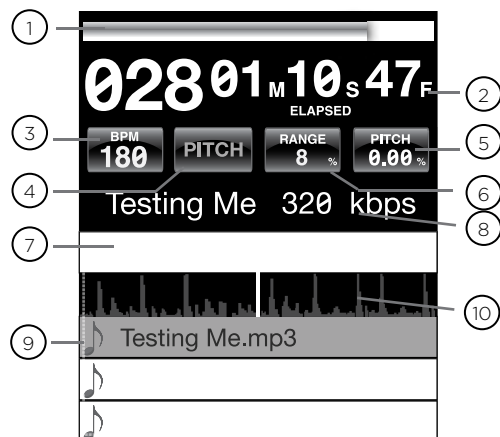 1
028 01 M 10 S 47 F
ELAPSED
2
3
BPM
180
PITCH
RANGE
8 %
PITCH
0.00 %
5
4
6
Testing Me 320 kbps
8
7
10
9
Testing Me.mp3